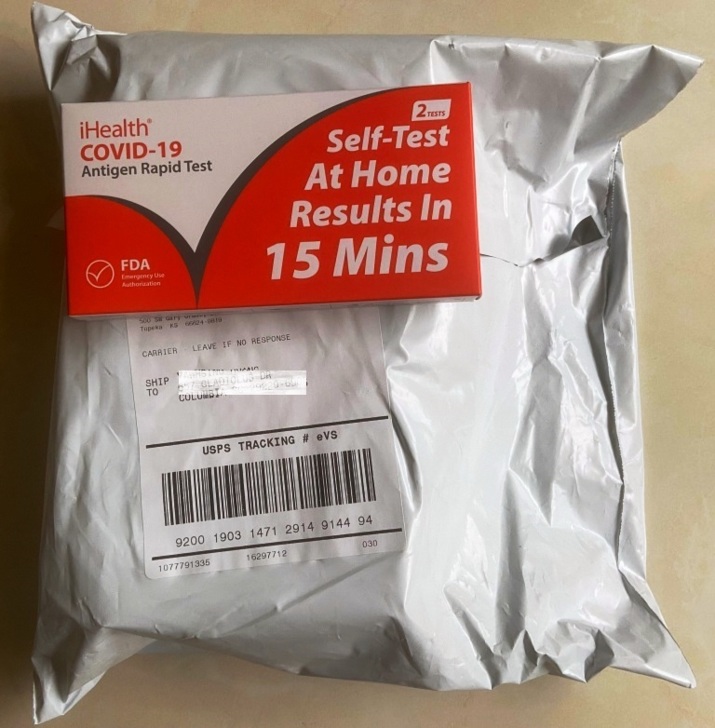 2 TESTS
iHealth®
COVID-19
Antigen Rapid Test
Self-Test
At Home
Results In
15 Mins
FDA
Emergency Use
Authorization
Topeka KS
CARRIER LEAVE IF NO RESPONSE
SHIP
TO
USPS TRACKING # eVS
9200 1903 1471 2914 9144 94
1077791335 16297712 030